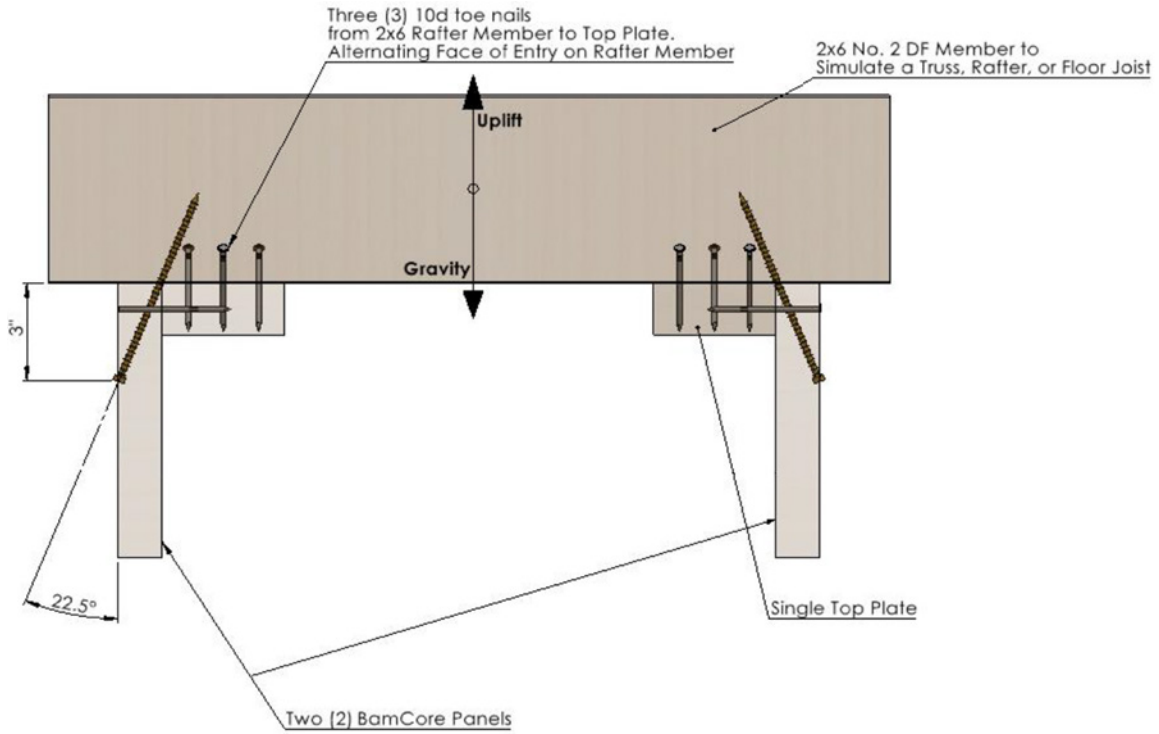 Three (3) 10d toe nails
from 2x6 Rafter Member to Top Plate.
Alternating Face of Entry on Rafter Member
2x6 No. 2 DF Member to
Simulate a Truss, Rafter, or Floor Joist
Uplift
Gravity
3"
22.5°
Single Top Plate
Two (2) BamCore Panels